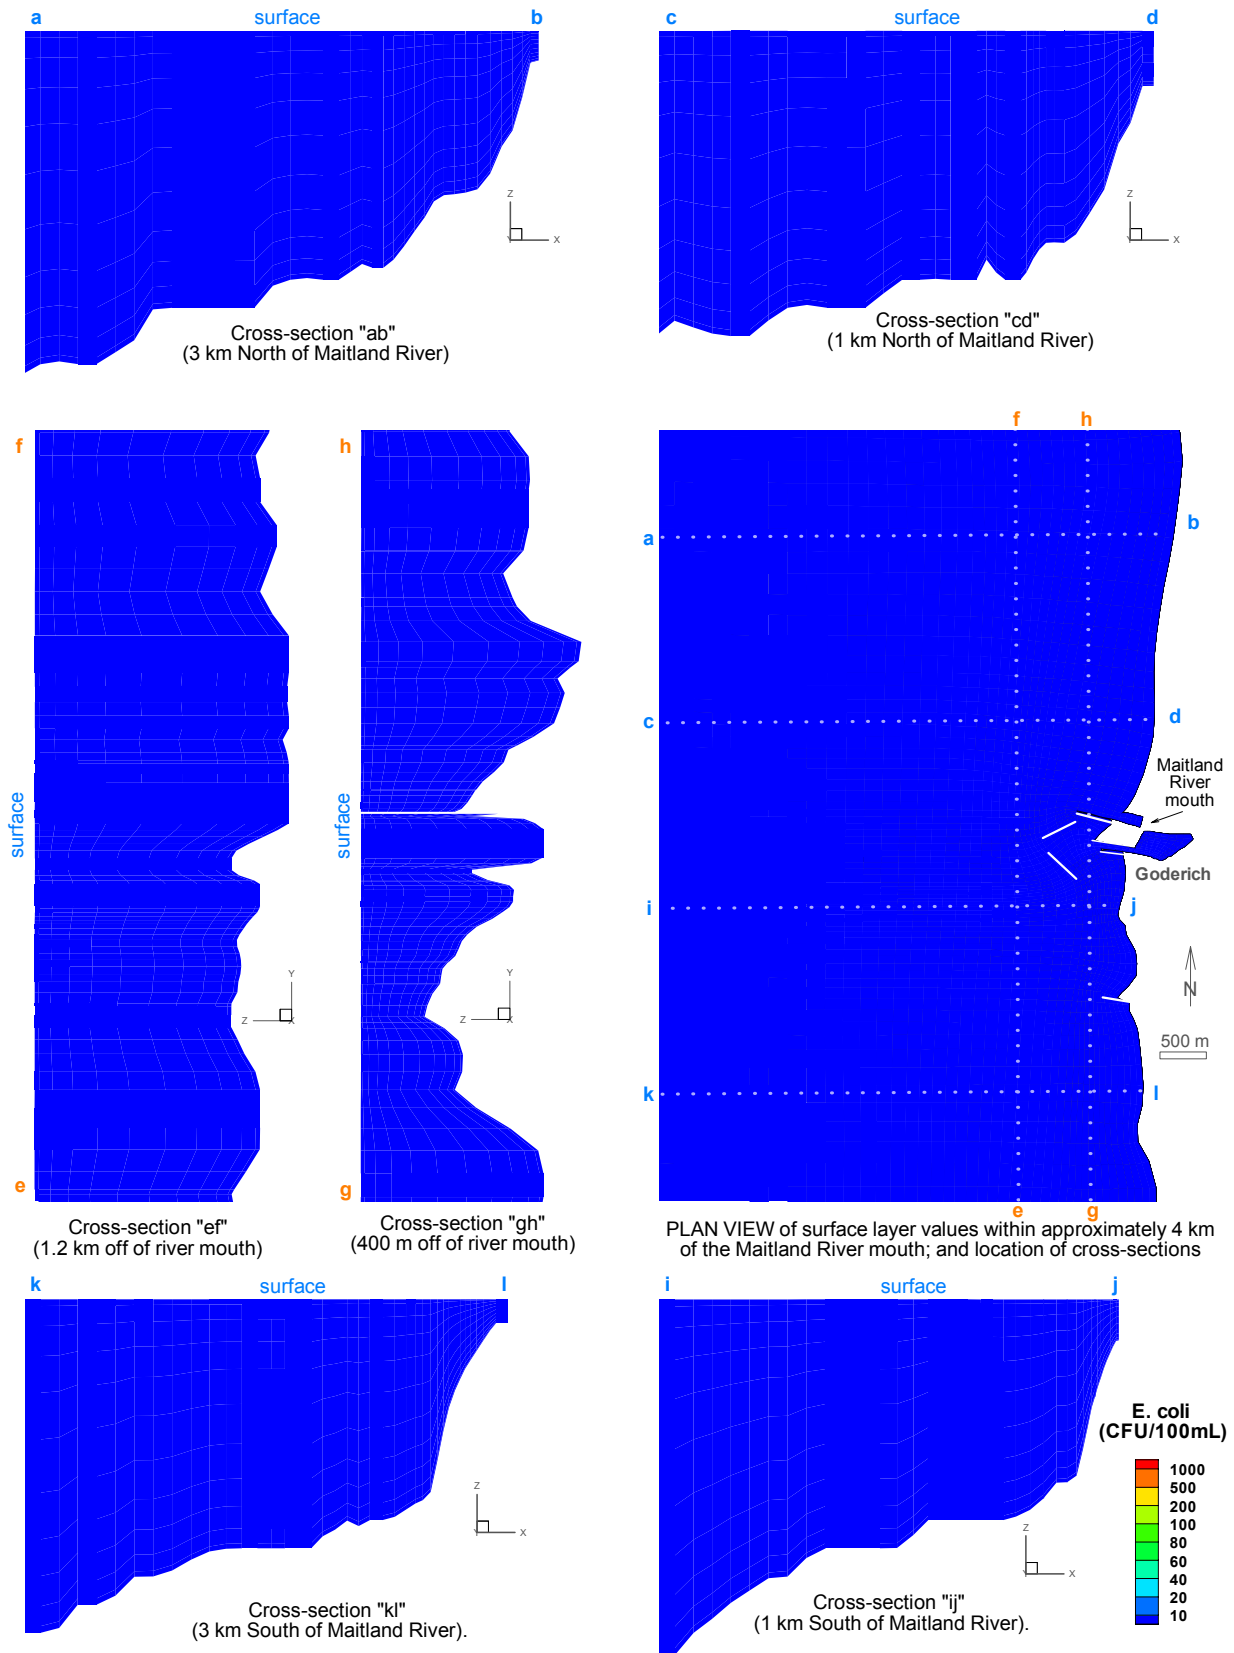 a surface b
c surface d
Z
X
Y
Z
X
Y
Cross-section "ab"
(3 km North of Maitland River)
Cross-section "cd"
(1 km North of Maitland River)
f
h
f h
surface
surface
a
b
c
d
Maitland
River
mouth
Goderich
i
j
N
500 m
k
l
Y
Z
X
Y
Z
X
e
g
e g
Cross-section "ef"
(1.2 km off of river mouth)
Cross-section "gh"
(400 m off of river mouth)
PLAN VIEW of surface layer values within approximately 4 km
of the Maitland River mouth; and location of cross-sections
k surface l
i surface j
Z
X
Y
Z
X
Y
Cross-section "kl"
(3 km South of Maitland River).
Cross-section "ij"
(1 km South of Maitland River).
E. coli
(CFU/100mL)
1000
500
200
100
80
60
40
20
10